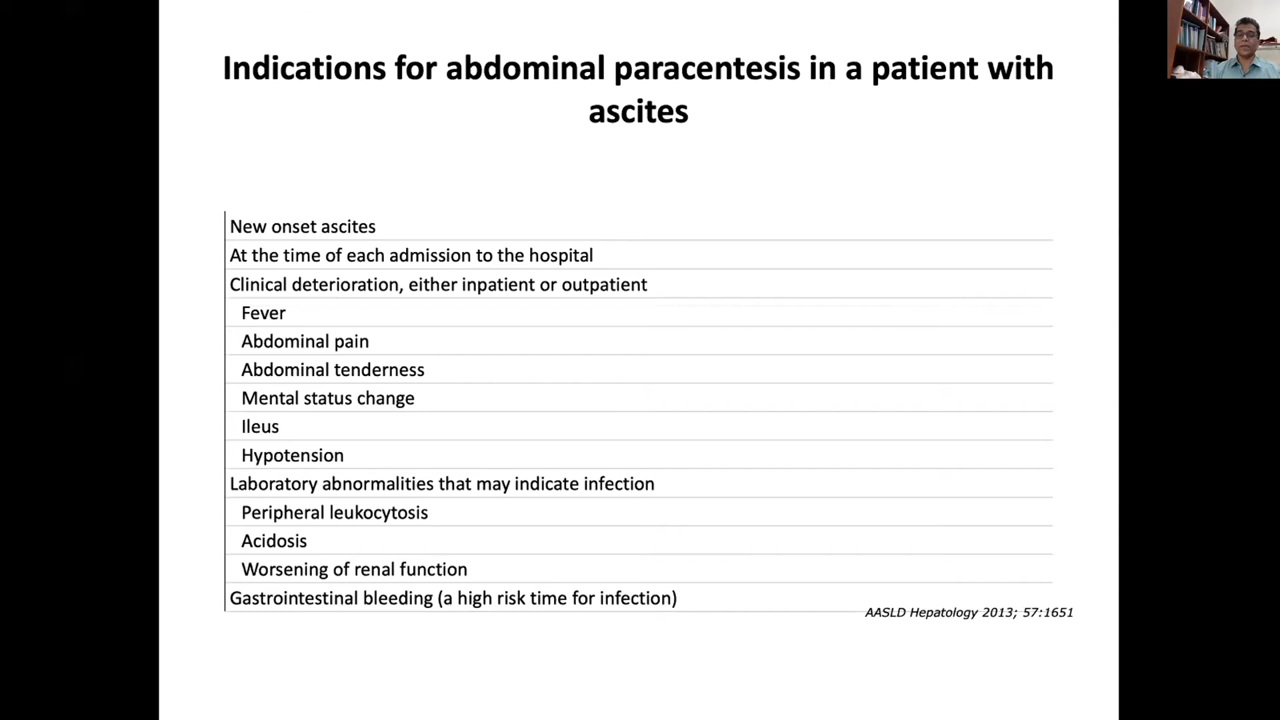 Indications for abdominal paracentesis in a patient with
ascites
New onset ascites
At the time of each admission to the hospital
Clinical deterioration, either inpatient or outpatient
Fever
Abdominal pain
Abdominal tenderness
Mental status change
Ileus
Hypotension
Laboratory abnormalities that may indicate infection
Peripheral leukocytosis
Acidosis
Worsening of renal function
Gastrointestinal bleeding (a high risk time for infection)
AASLD Hepatology 2013; 57:1651